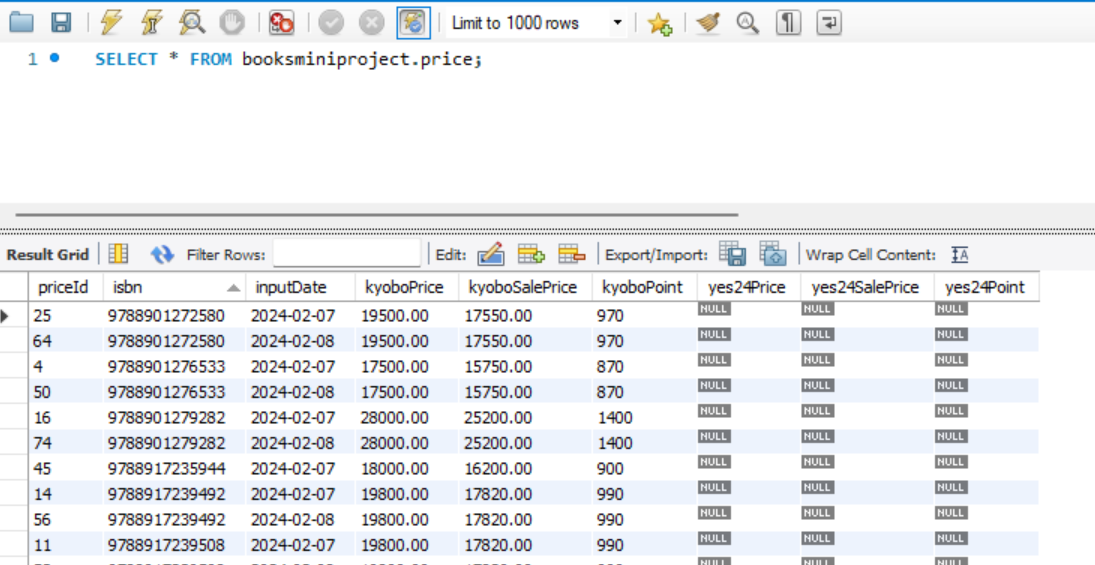 Limit to 1000 rows
1 SELECT * FROM booksminiproject.price;
Result Grid Filter Rows: Edit: Export/Import: Wrap Cell Content:
priceId isbn inputDate kyoboPrice kyoboSalePrice kyoboPoint yes24Price yes24SalePrice yes24Point
25 9788901272580 2024-02-07 19500.00 17550.00 970 NULL NULL NULL
64 9788901272580 2024-02-08 19500.00 17550.00 970 NULL NULL NULL
4 9788901276533 2024-02-07 17500.00 15750.00 870 NULL NULL NULL
50 9788901276533 2024-02-08 17500.00 15750.00 870 NULL NULL NULL
16 9788901279282 2024-02-07 28000.00 25200.00 1400 NULL NULL NULL
74 9788901279282 2024-02-08 28000.00 25200.00 1400 NULL NULL NULL
45 9788917235944 2024-02-07 18000.00 16200.00 900 NULL NULL NULL
14 9788917239492 2024-02-07 19800.00 17820.00 990 NULL NULL NULL
56 9788917239492 2024-02-08 19800.00 17820.00 990 NULL NULL NULL
11 9788917239508 2024-02-07 19800.00 17820.00 990 NULL NULL NULL
NULL NULL NULL